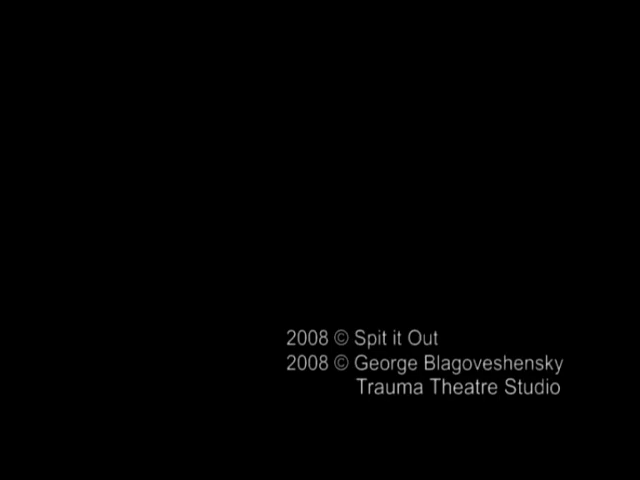 2008 © Spit it Out
2008 © George Blagoveshensky
Trauma Theatre Studio